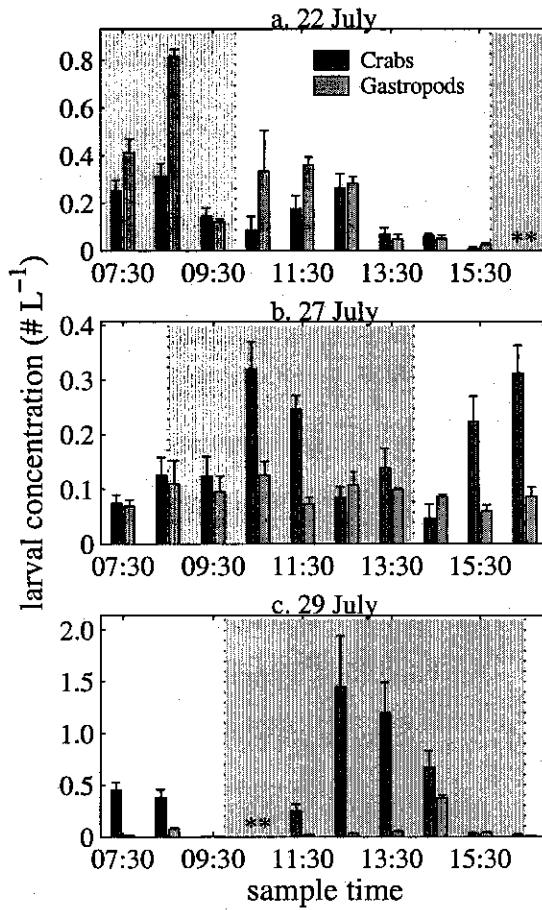 a. 22 July
0.8
0.6
0.4
0.2
0
Crabs
Gastropods
**
07:30 09:30 11:30 13:30 15:30
b. 27 July
0.4
0.3
0.2
0.1
0
07:30 09:30 11:30 13:30 15:30
c. 29 July
2.0
1.5
1.0
0.5
0
**
07:30 09:30 11:30 13:30 15:30
sample time
larval concentration (# L⁻¹)